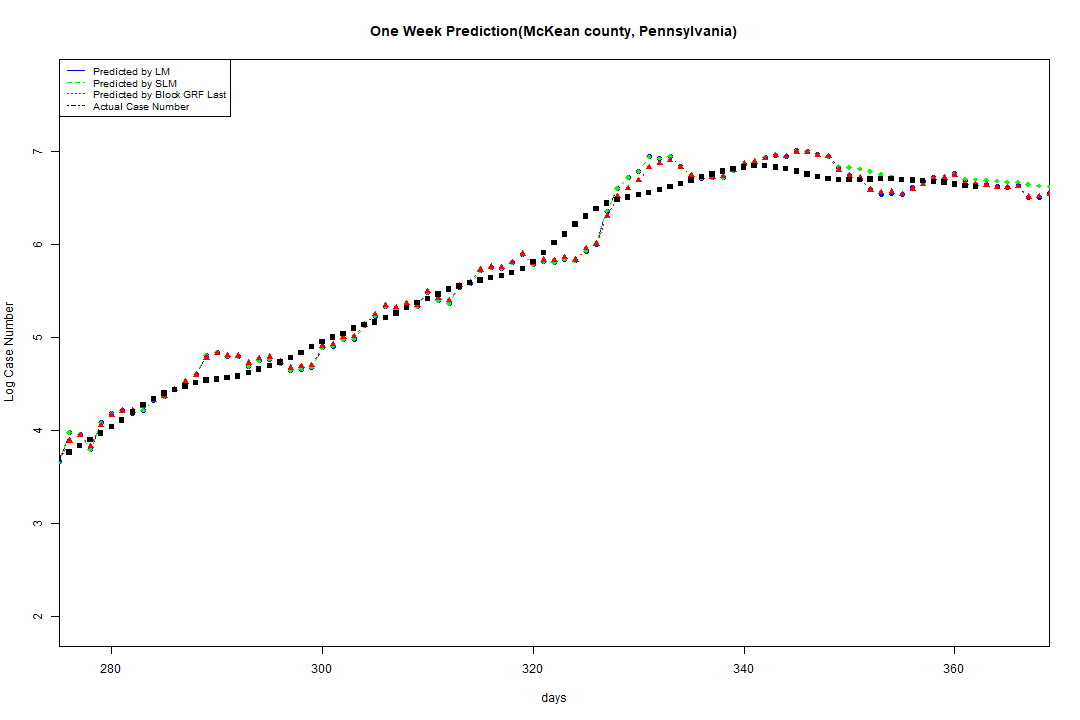 One Week Prediction(McKean county, Pennsylvania)
Predicted by LM
Predicted by SLM
Predicted by Block GRF Last
Actual Case Number
7
6
5
4
3
2
Log Case Number
280 300 320 340 360
days